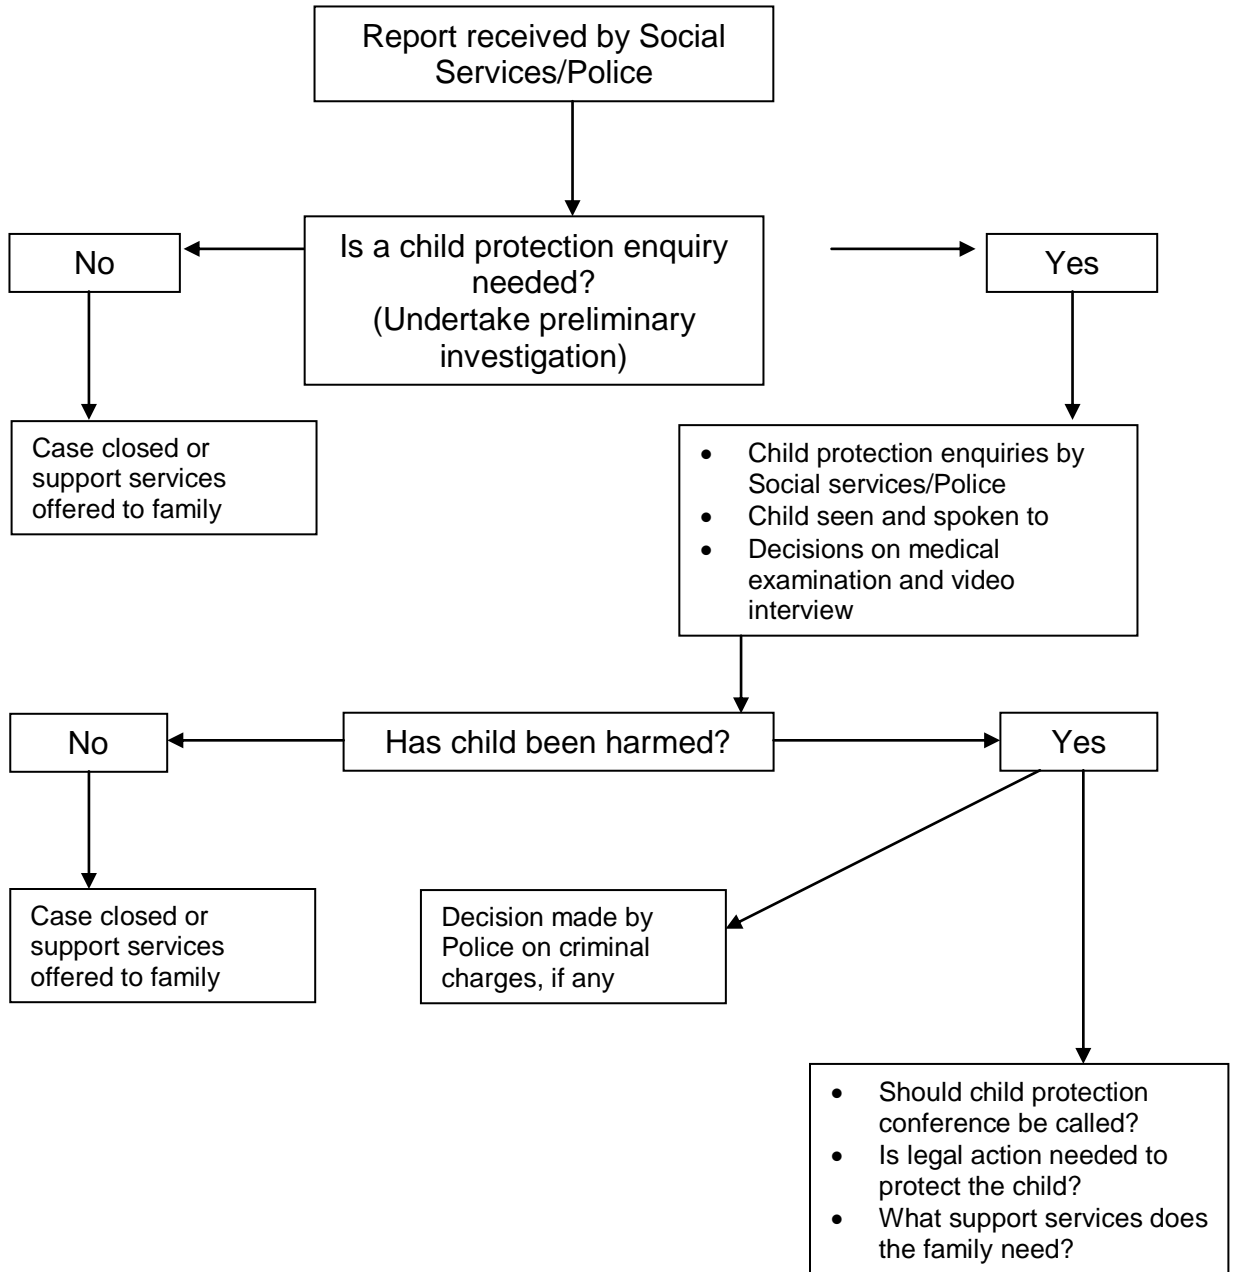 Report received by Social
Services/Police
Is a child protection enquiry
needed?
(Undertake preliminary
investigation)
No
Yes
Case closed or
support services
offered to family
• Child protection enquiries by
Social services/Police
• Child seen and spoken to
• Decisions on medical
examination and video
interview
Has child been harmed?
No
Yes
Case closed or
support services
offered to family
Decision made by
Police on criminal
charges, if any
• Should child protection
conference be called?
• Is legal action needed to
protect the child?
• What support services does
the family need?